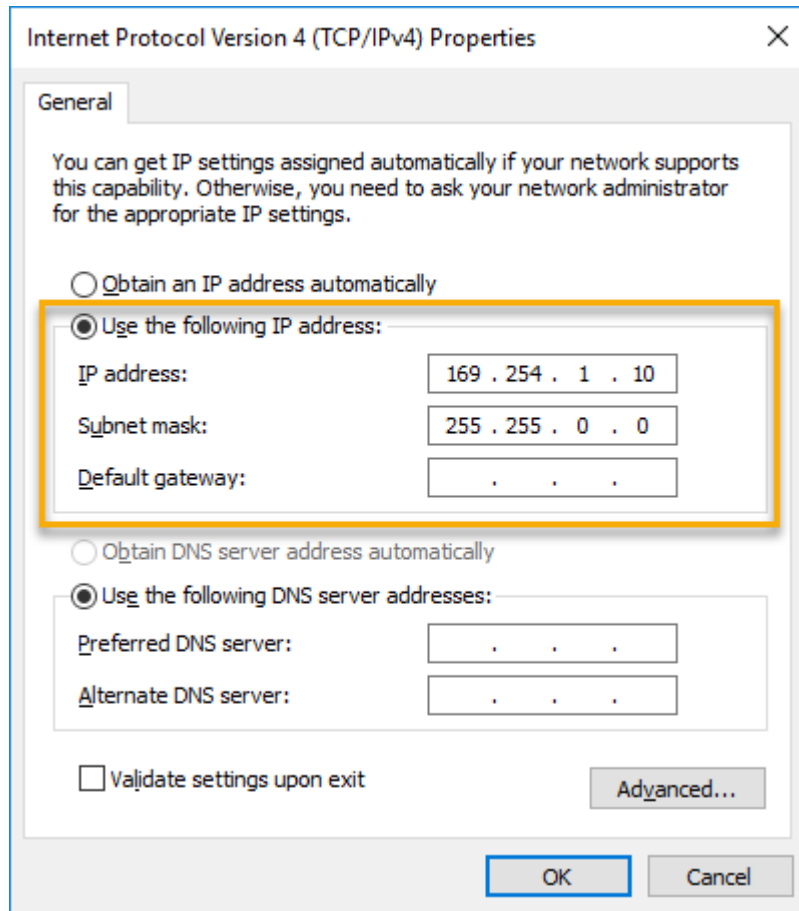 Internet Protocol Version 4 (TCP/IPv4) Properties
General
You can get IP settings assigned automatically if your network supports
this capability. Otherwise, you need to ask your network administrator
for the appropriate IP settings.
Obtain an IP address automatically
Use the following IP address:
IP address: 169 . 254 . 1 . 10
Subnet mask: 255 . 255 . 0 . 0
Default gateway: . . .
Obtain DNS server address automatically
Use the following DNS server addresses:
Preferred DNS server: . . .
Alternate DNS server: . . .
Validate settings upon exit
Advanced...
OK Cancel